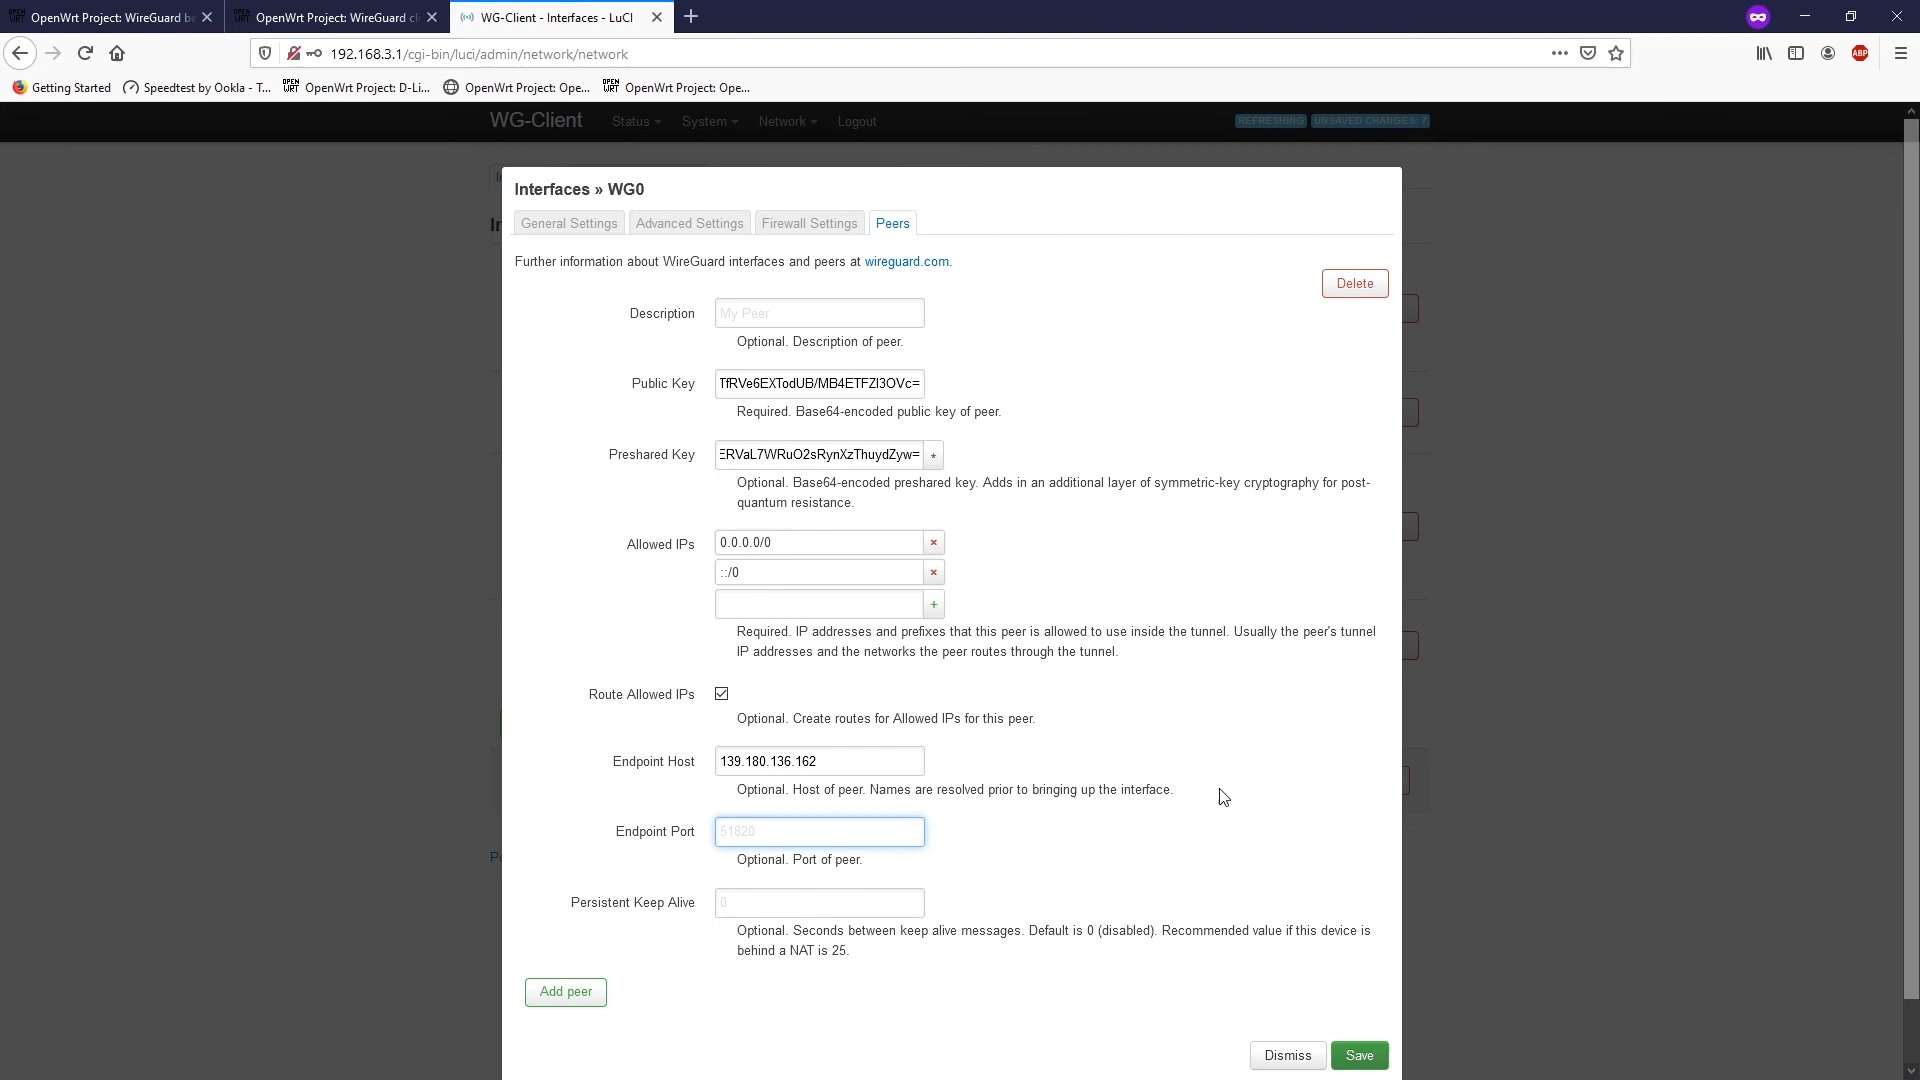 OpenWrt Project: WireGuard ba
OpenWrt Project: WireGuard cl
WG-Client - Interfaces - LuCI
192.168.3.1/cgi-bin/luci/admin/network/network
ABP
Getting Started
Speedtest by Ookla - T...
OpenWrt Project: D-Li...
OpenWrt Project: Ope...
OpenWrt Project: Ope...
WG-Client
Status
System
Network
Logout
REFRESHING
UNSAVED CHANGES: 7
Interfaces » WG0
General Settings
Advanced Settings
Firewall Settings
Peers
Further information about WireGuard interfaces and peers at wireguard.com.
Delete
Description
My Peer
Optional. Description of peer.
Public Key
TfRVe6EXTodUB/MB4ETFZI3OVc=
Required. Base64-encoded public key of peer.
Preshared Key
ERVaL7WRuO2sRynXzThuydZyw=
*
Optional. Base64-encoded preshared key. Adds in an additional layer of symmetric-key cryptography for post-
quantum resistance.
Allowed IPs
0.0.0.0/0
::/0
+
Required. IP addresses and prefixes that this peer is allowed to use inside the tunnel. Usually the peer's tunnel
IP addresses and the networks the peer routes through the tunnel.
Route Allowed IPs
Optional. Create routes for Allowed IPs for this peer.
Endpoint Host
139.180.136.162
Optional. Host of peer. Names are resolved prior to bringing up the interface.
Endpoint Port
51820
Optional. Port of peer.
Persistent Keep Alive
0
Optional. Seconds between keep alive messages. Default is 0 (disabled). Recommended value if this device is
behind a NAT is 25.
Add peer
Dismiss
Save